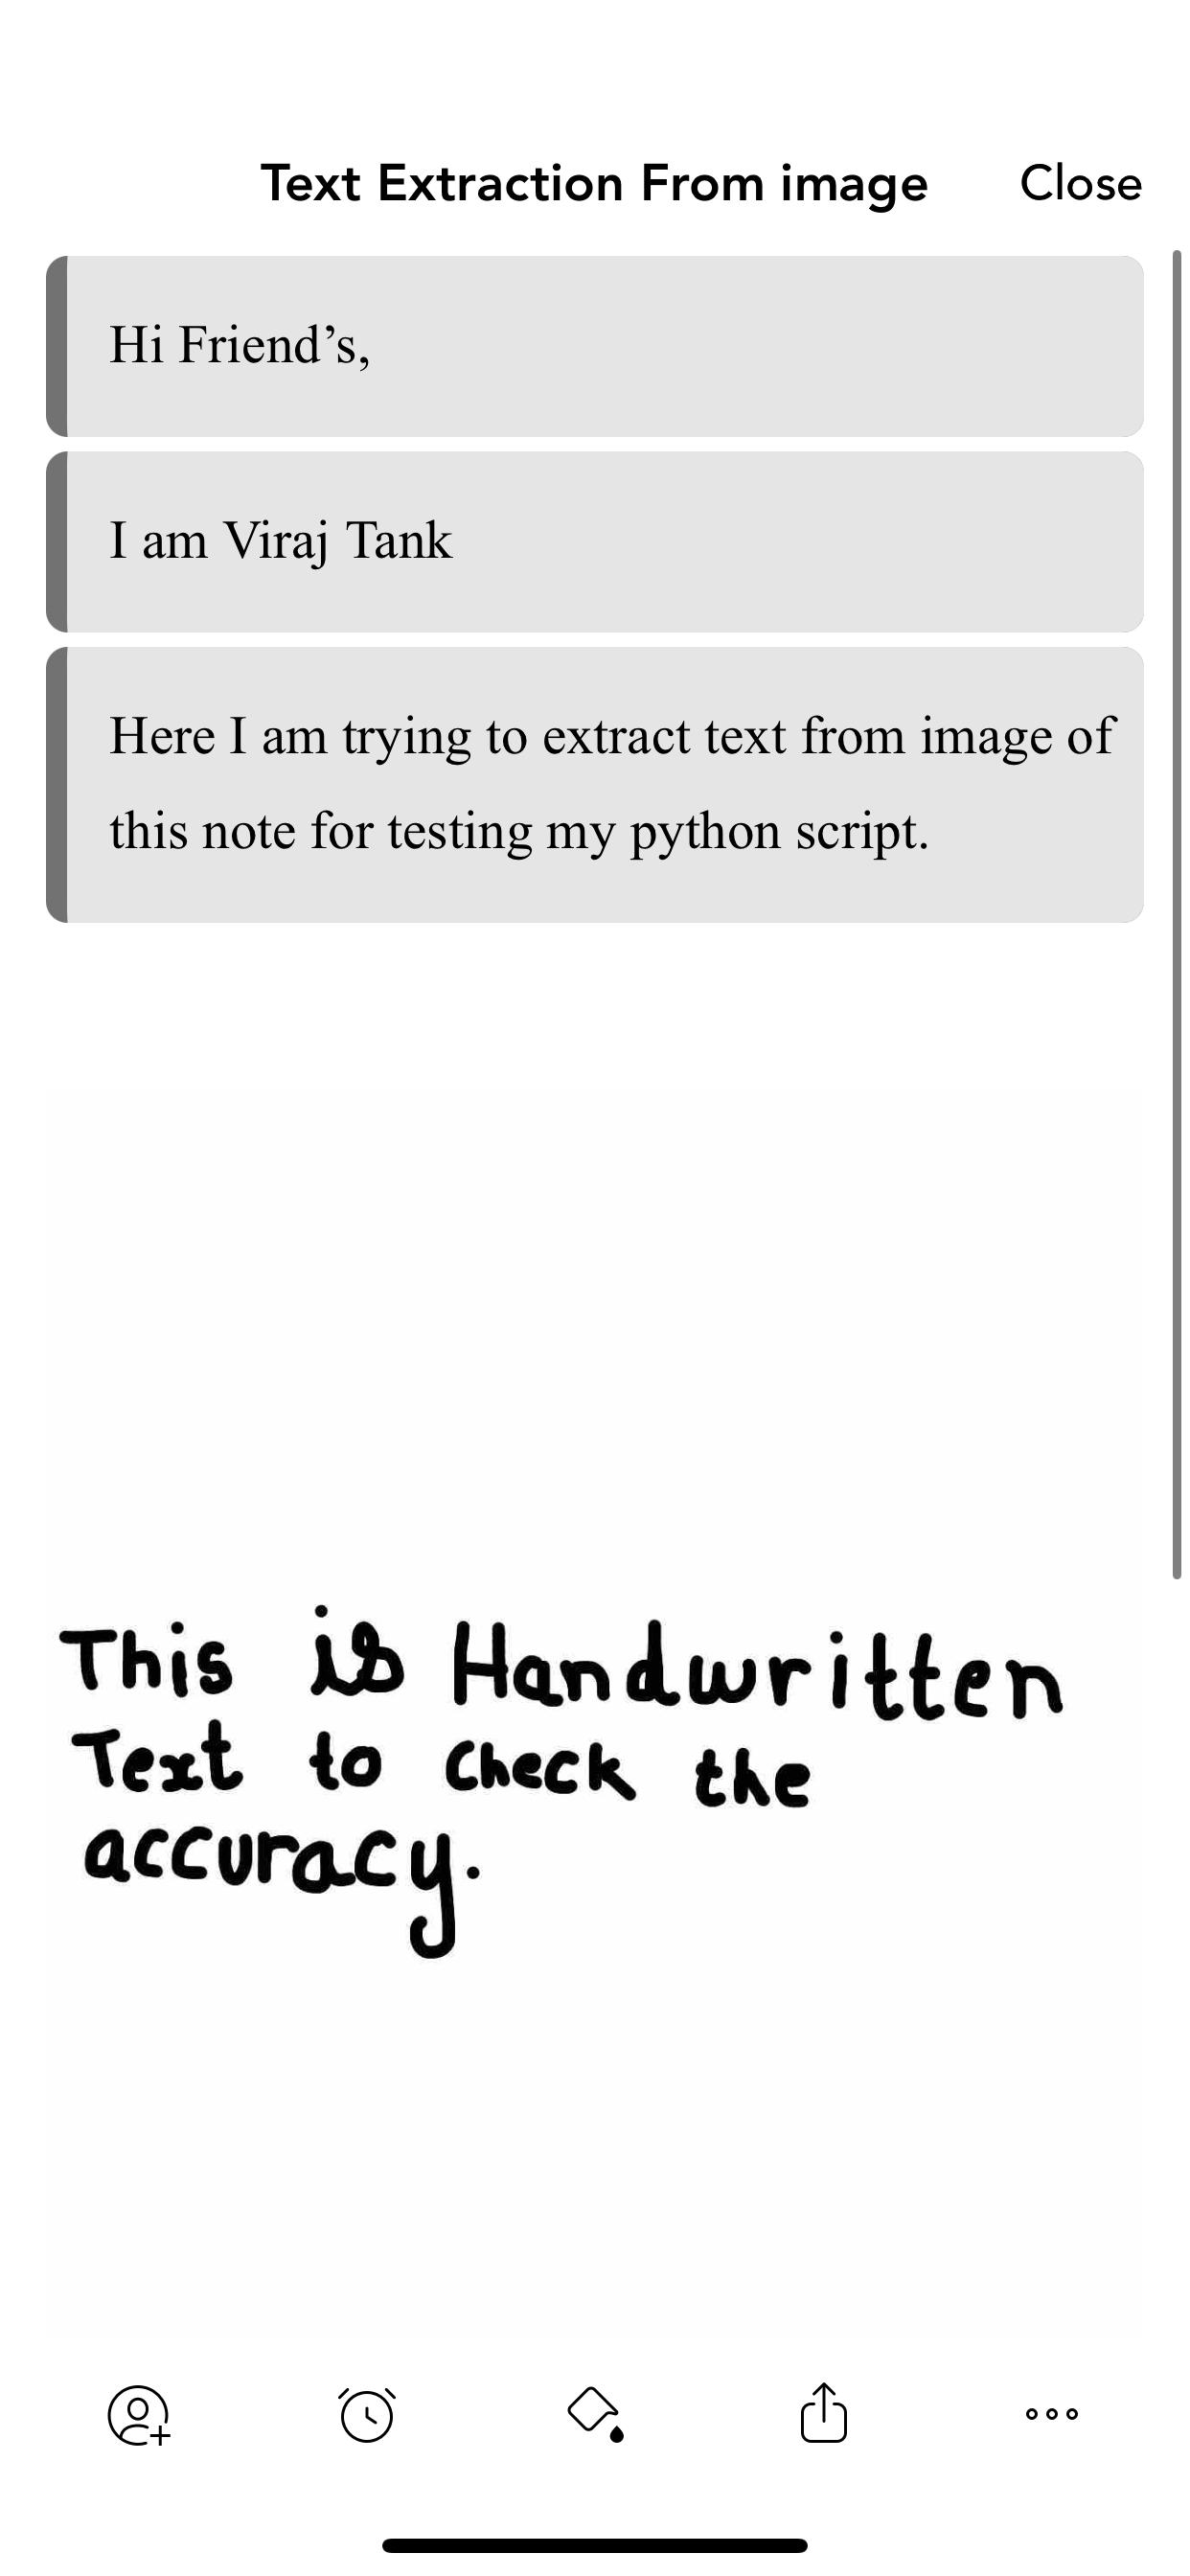 Text Extraction From image Close
Hi Friend’s,
I am Viraj Tank
Here I am trying to extract text from image of
this note for testing my python script.
This is Handwritten
Text to check the
accuracy.